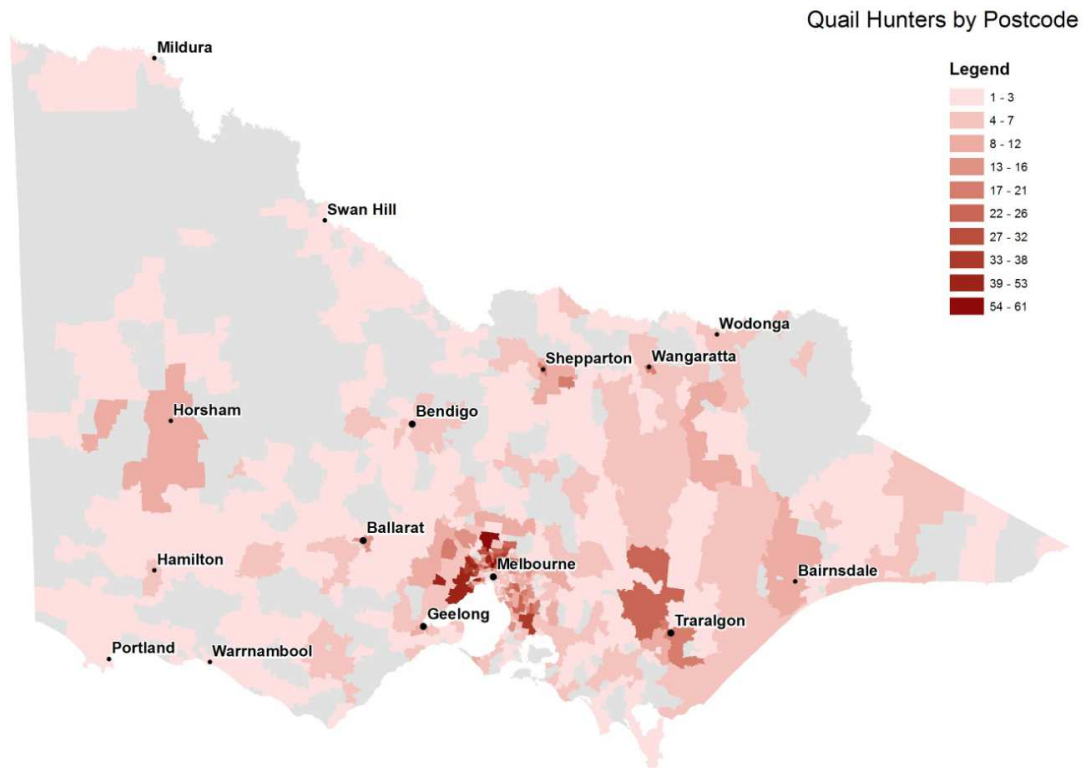 Quail Hunters by Postcode
Legend
1 - 3
4 - 7
8 - 12
13 - 16
17 - 21
22 - 26
27 - 32
33 - 38
39 - 53
54 - 61
Mildura
Swan Hill
Wodonga
Shepparton
Wangaratta
Horsham
Bendigo
Ballarat
Hamilton
Melbourne
Bairnsdale
Geelong
Traralgon
Portland
Warrnambool